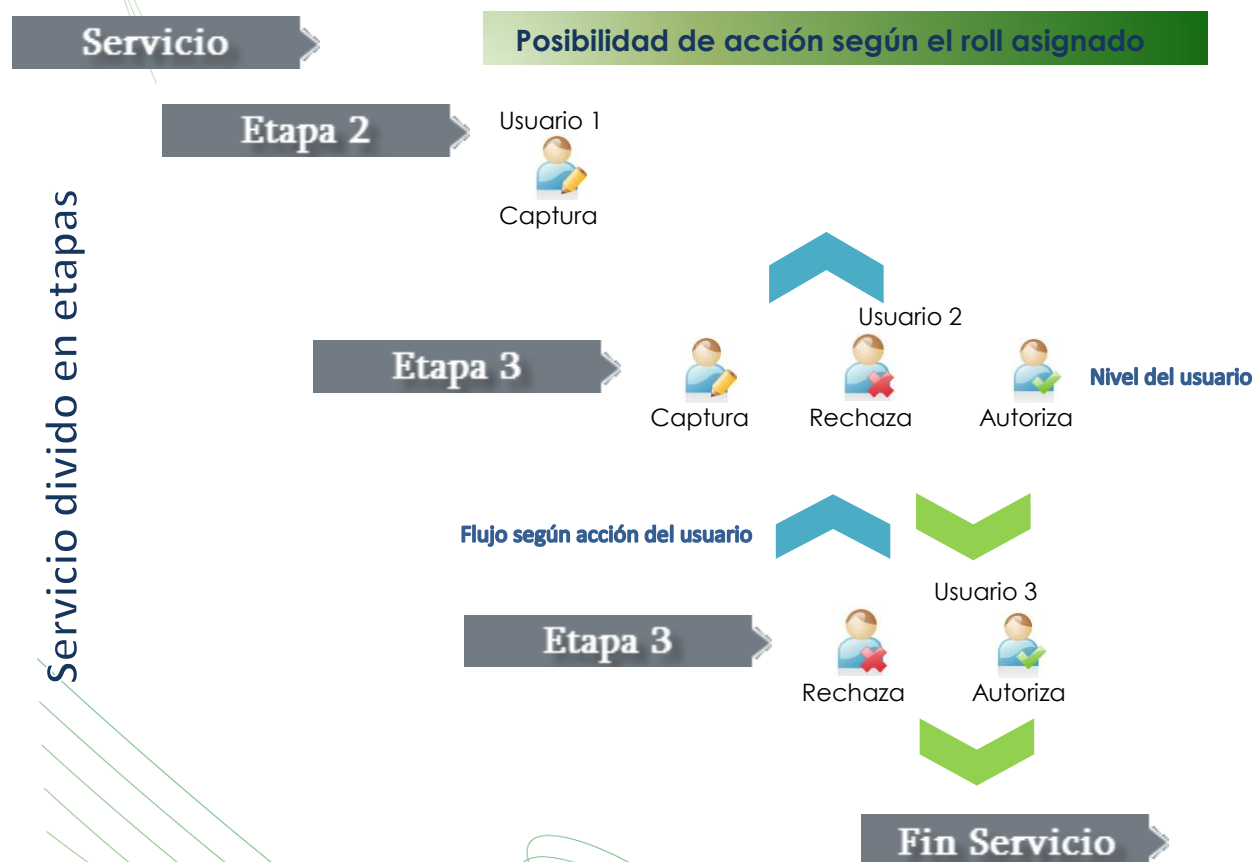 Servicio
Posibilidad de acción según el roll asignado
Etapa 2
Usuario 1
Captura
Servicio divido en etapas
Usuario 2
Etapa 3
Captura
Rechaza
Autoriza
Nivel del usuario
Flujo según acción del usuario
Usuario 3
Etapa 3
Rechaza
Autoriza
Fin Servicio